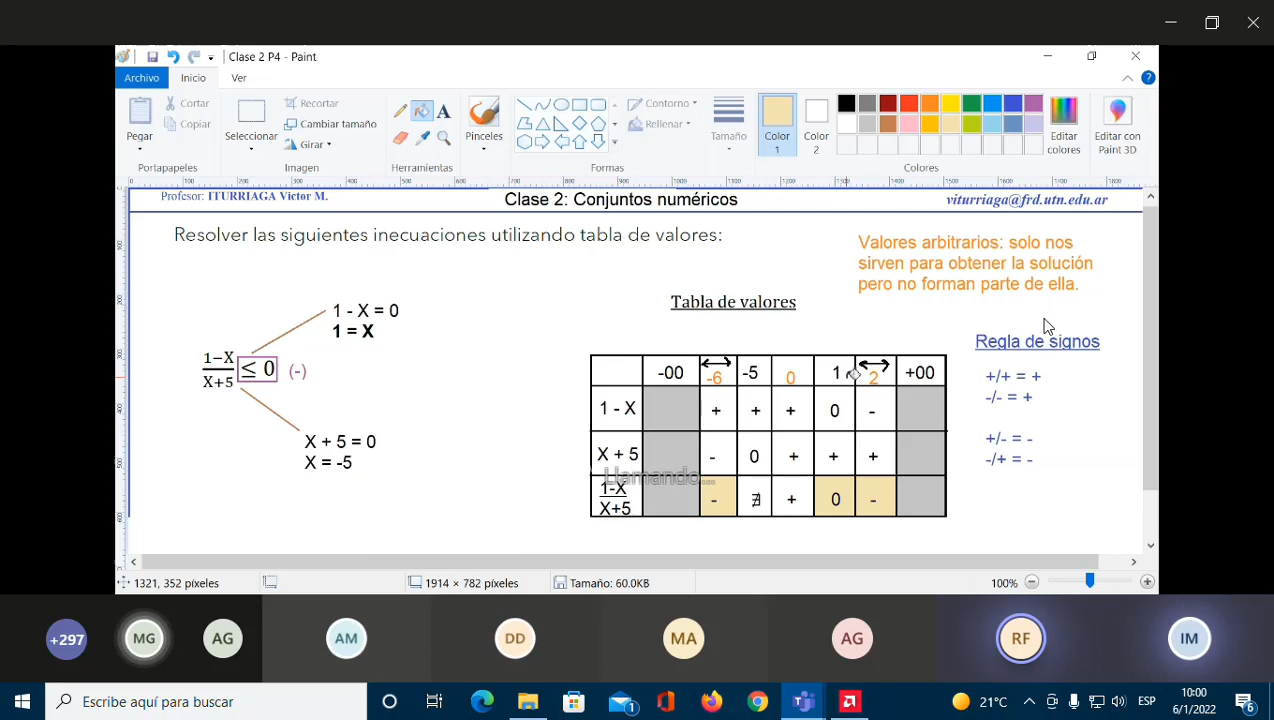 Clase 2 P4 - Paint
Archivo
Inicio
Ver
Pegar
Cortar
Copiar
Portapapeles
Seleccionar
Recortar
Cambiar tamaño
Girar
Imagen
A
Herramientas
Pinceles
Contorno
Rellenar
Formas
Tamaño
Color
1
Color
2
Editar
colores
Colores
Editar con
Paint 3D
Profesor: ITURRIAGA Victor M.
Clase 2: Conjuntos numéricos
viturriaga@frd.utn.edu.ar
Resolver las siguientes inecuaciones utilizando tabla de valores:
Valores arbitrarios: solo nos
sirven para obtener la solución
pero no forman parte de ella.
1 - X = 0
1 = X
1−X
X+5
≤ 0
(-)
X + 5 = 0
X = -5
Tabla de valores
-00 -6 -5 0 1 2 +00
1 - X + + + 0 -
X + 5 - 0 + + +
Llamando...
1-X
X+5
- ∄ + 0 -
Regla de signos
+/+ = +
-/- = +
+/- = -
-/+ = -
1321, 352 píxeles
1914 × 782 píxeles
Tamaño: 60.0KB
100%
+297
MG
AG
AM
DD
MA
AG
RF
IM
Escribe aquí para buscar
1
21°C
ESP
10:00
6/1/2022
6